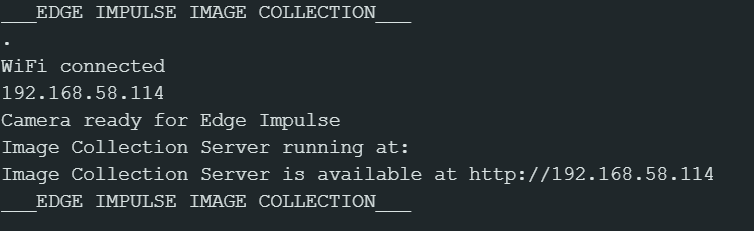 ___EDGE IMPULSE IMAGE COLLECTION___
.
WiFi connected
192.168.58.114
Camera ready for Edge Impulse
Image Collection Server running at:
Image Collection Server is available at http://192.168.58.114
___EDGE IMPULSE IMAGE COLLECTION___